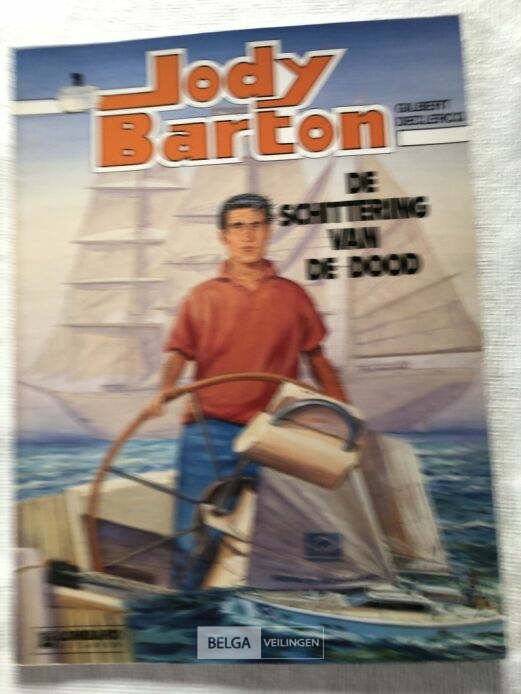 Jody
Barton
GILBERT
DECLERCQ
DE
SCHITTERING
VAN
DE DOOD
LOMBARD
BELGA VEILINGEN